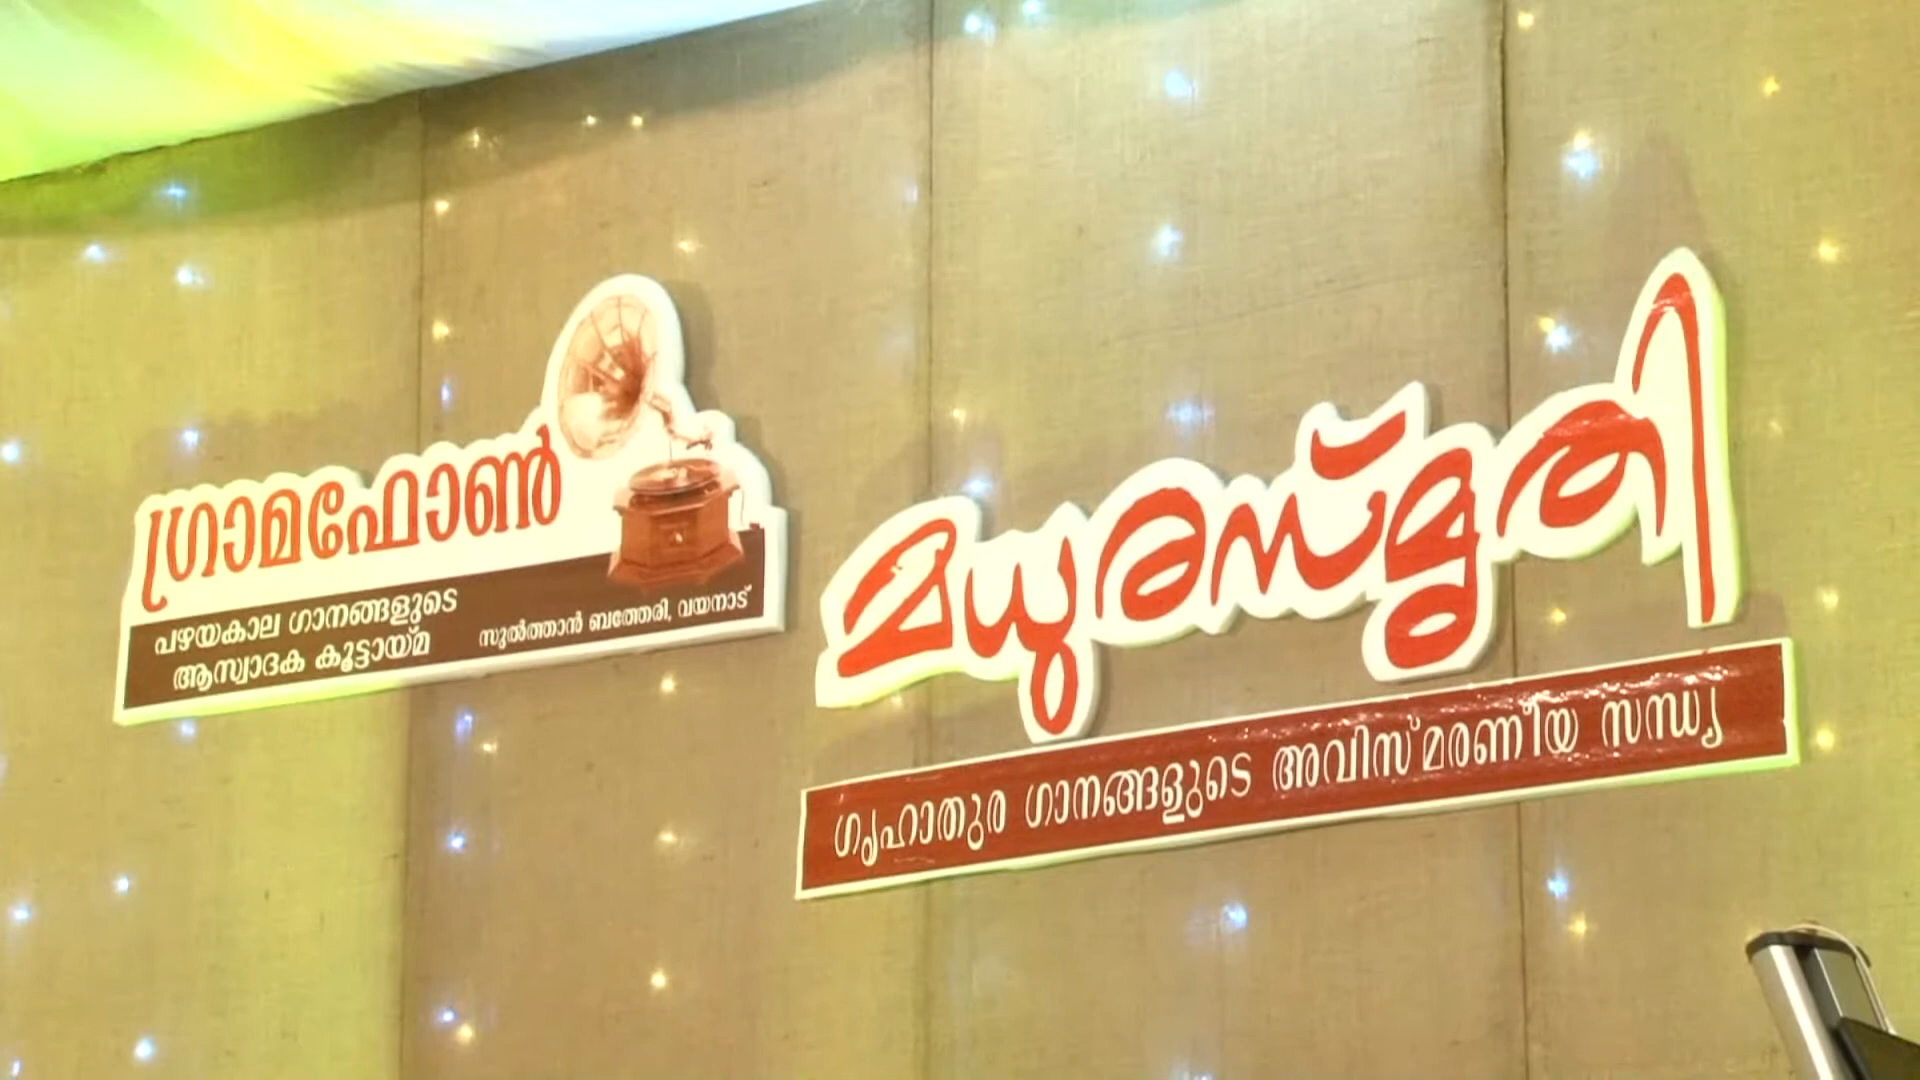 ഗ്രാമഫോൺ
പഴയകാല ഗാനങ്ങളുടെ
ആസ്വാദക കൂട്ടായ്മ
സുൽത്താൻ ബത്തേരി, വയനാട്
മധുരസ്മൃതി
ഗൃഹാതുര ഗാനങ്ങളുടെ അവിസ്മരണീയ സന്ധ്യ